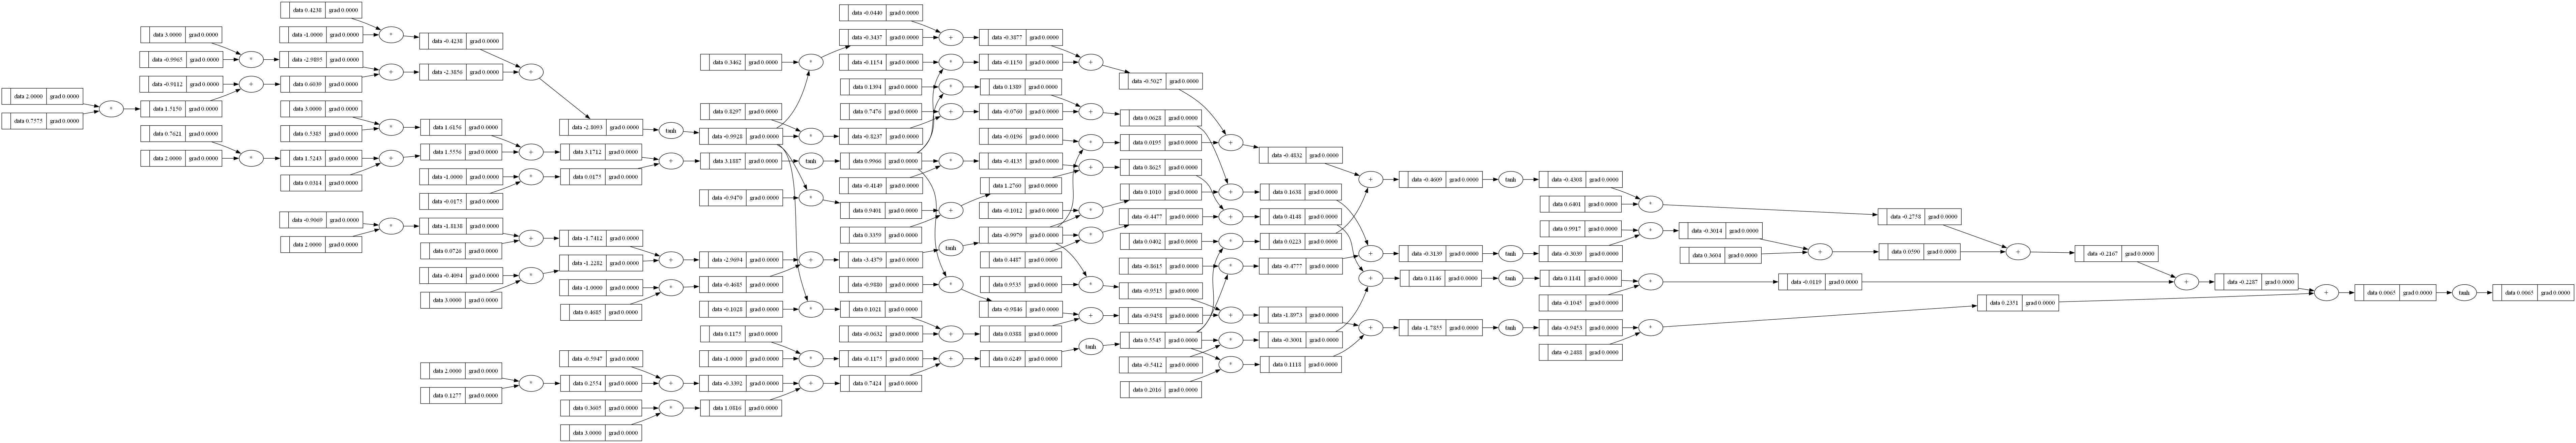 data 2.0000 grad 0.0000
data 0.7575 grad 0.0000
*
data 3.0000 grad 0.0000
data -0.9965 grad 0.0000
data -0.9112 grad 0.0000
data 1.5150 grad 0.0000
data 0.7621 grad 0.0000
data 2.0000 grad 0.0000
*
+
*
data 0.4238 grad 0.0000
data -1.0000 grad 0.0000
data -2.9895 grad 0.0000
data 0.6039 grad 0.0000
data 3.0000 grad 0.0000
data 0.5385 grad 0.0000
data 1.5243 grad 0.0000
data 0.0314 grad 0.0000
data -0.9069 grad 0.0000
data 2.0000 grad 0.0000
*
+
*
+
*
data -0.4238 grad 0.0000
data -2.3856 grad 0.0000
data 1.6156 grad 0.0000
data 1.5556 grad 0.0000
data -1.0000 grad 0.0000
data -0.0175 grad 0.0000
data -1.8138 grad 0.0000
data 0.0726 grad 0.0000
data -0.4094 grad 0.0000
data 3.0000 grad 0.0000
data 2.0000 grad 0.0000
data 0.1277 grad 0.0000
+
+
*
+
*
*
data -2.8093 grad 0.0000
data 3.1712 grad 0.0000
data 0.0175 grad 0.0000
data -1.7412 grad 0.0000
data -1.2282 grad 0.0000
data -1.0000 grad 0.0000
data 0.4685 grad 0.0000
data -0.5947 grad 0.0000
data 0.2554 grad 0.0000
data 0.3605 grad 0.0000
data 3.0000 grad 0.0000
tanh
+
+
*
+
*
data 0.3462 grad 0.0000
data 0.8297 grad 0.0000
data -0.9928 grad 0.0000
data 3.1887 grad 0.0000
data -0.9470 grad 0.0000
data -2.9694 grad 0.0000
data -0.4685 grad 0.0000
data -0.1028 grad 0.0000
data 0.1175 grad 0.0000
data -1.0000 grad 0.0000
data -0.3392 grad 0.0000
data 1.0816 grad 0.0000
*
*
tanh
*
+
*
*
+
data -0.0440 grad 0.0000
data -0.3437 grad 0.0000
data -0.1154 grad 0.0000
data 0.1394 grad 0.0000
data 0.7476 grad 0.0000
data -0.8237 grad 0.0000
data 0.9966 grad 0.0000
data -0.4149 grad 0.0000
data 0.9401 grad 0.0000
data 0.3359 grad 0.0000
data -3.4379 grad 0.0000
data -0.9880 grad 0.0000
data 0.1021 grad 0.0000
data -0.0632 grad 0.0000
data -0.1175 grad 0.0000
data 0.7424 grad 0.0000
+
*
*
+
*
+
tanh
*
+
+
data -0.3877 grad 0.0000
data -0.1150 grad 0.0000
data 0.1389 grad 0.0000
data -0.0760 grad 0.0000
data -0.0196 grad 0.0000
data -0.4135 grad 0.0000
data 1.2760 grad 0.0000
data -0.1012 grad 0.0000
data -0.9979 grad 0.0000
data 0.4487 grad 0.0000
data 0.9535 grad 0.0000
data -0.9846 grad 0.0000
data 0.0388 grad 0.0000
data 0.6249 grad 0.0000
+
+
*
+
*
*
*
+
tanh
data -0.5027 grad 0.0000
data 0.0628 grad 0.0000
data 0.0195 grad 0.0000
data 0.8625 grad 0.0000
data 0.1010 grad 0.0000
data -0.4477 grad 0.0000
data 0.0402 grad 0.0000
data -0.8615 grad 0.0000
data -0.9515 grad 0.0000
data -0.9458 grad 0.0000
data 0.5545 grad 0.0000
data -0.5412 grad 0.0000
data 0.2016 grad 0.0000
+
+
+
*
*
+
*
*
data -0.4832 grad 0.0000
data 0.1638 grad 0.0000
data 0.4148 grad 0.0000
data 0.0223 grad 0.0000
data -0.4777 grad 0.0000
data -1.8973 grad 0.0000
data -0.3001 grad 0.0000
data 0.1118 grad 0.0000
+
+
+
+
data -0.4609 grad 0.0000
data -0.3139 grad 0.0000
data 0.1146 grad 0.0000
data -1.7855 grad 0.0000
tanh
tanh
tanh
tanh
data -0.4308 grad 0.0000
data 0.6401 grad 0.0000
data 0.9917 grad 0.0000
data -0.3039 grad 0.0000
data 0.1141 grad 0.0000
data -0.1045 grad 0.0000
data -0.9453 grad 0.0000
data -0.2488 grad 0.0000
*
*
*
*
data -0.3014 grad 0.0000
data 0.3604 grad 0.0000
+
data -0.0119 grad 0.0000
data -0.2758 grad 0.0000
data 0.0590 grad 0.0000
+
data 0.2351 grad 0.0000
data -0.2167 grad 0.0000
+
data -0.2287 grad 0.0000
+
data 0.0065 grad 0.0000
tanh
data 0.0065 grad 0.0000